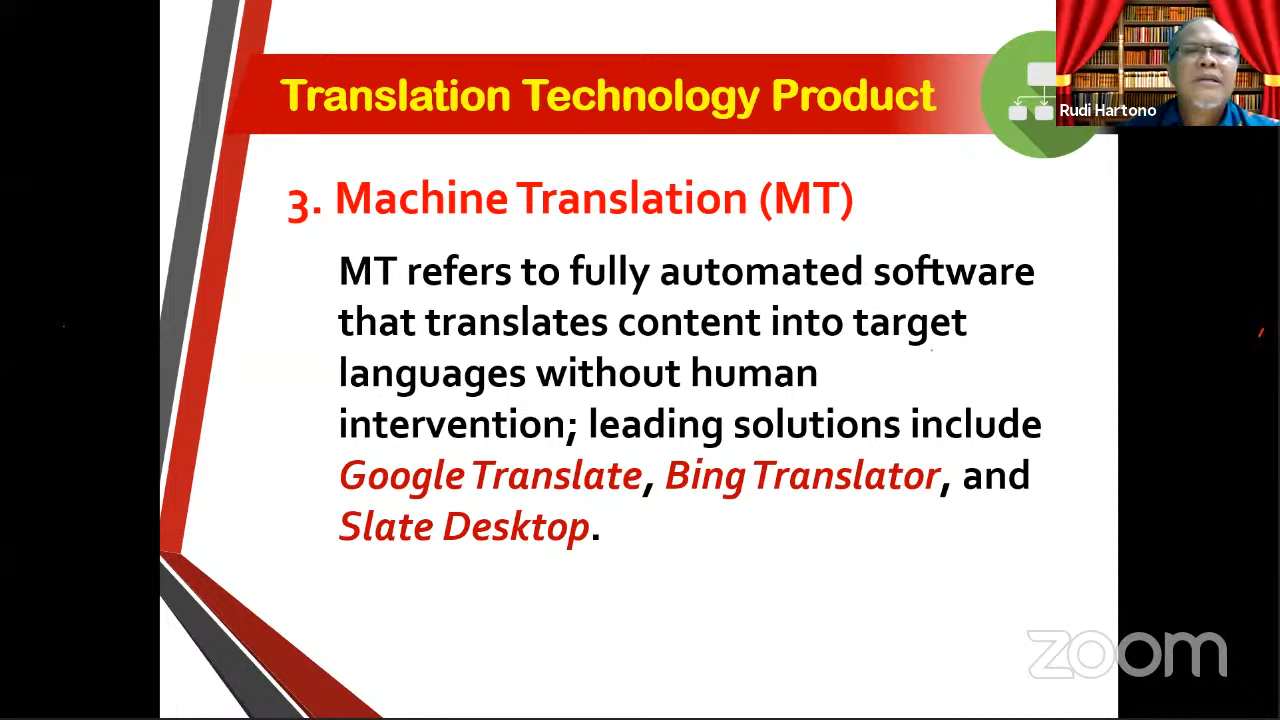 Translation Technology Product
Rudi Hartono
3. Machine Translation (MT)
MT refers to fully automated software
that translates content into target
languages without human
intervention; leading solutions include
Google Translate, Bing Translator, and
Slate Desktop.
zoom